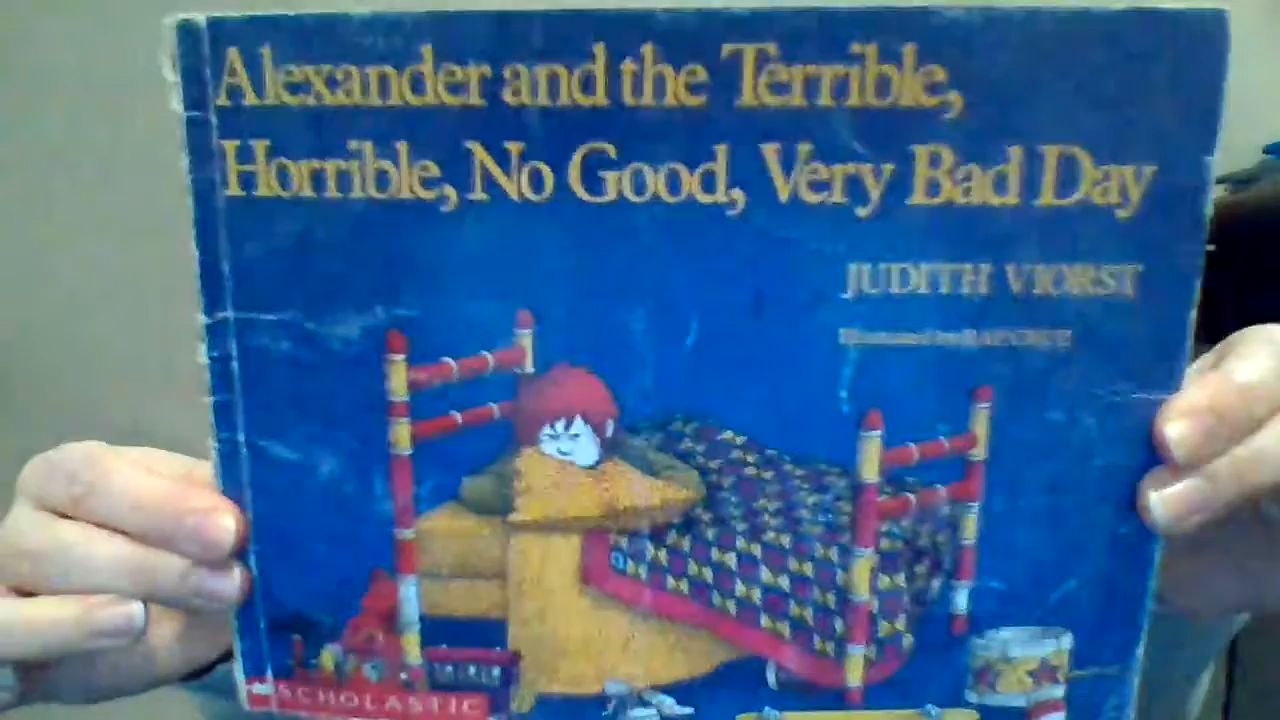 Alexander and the Terrible,
Horrible, No Good, Very Bad Day
JUDITH VIORST
SCHOLASTIC